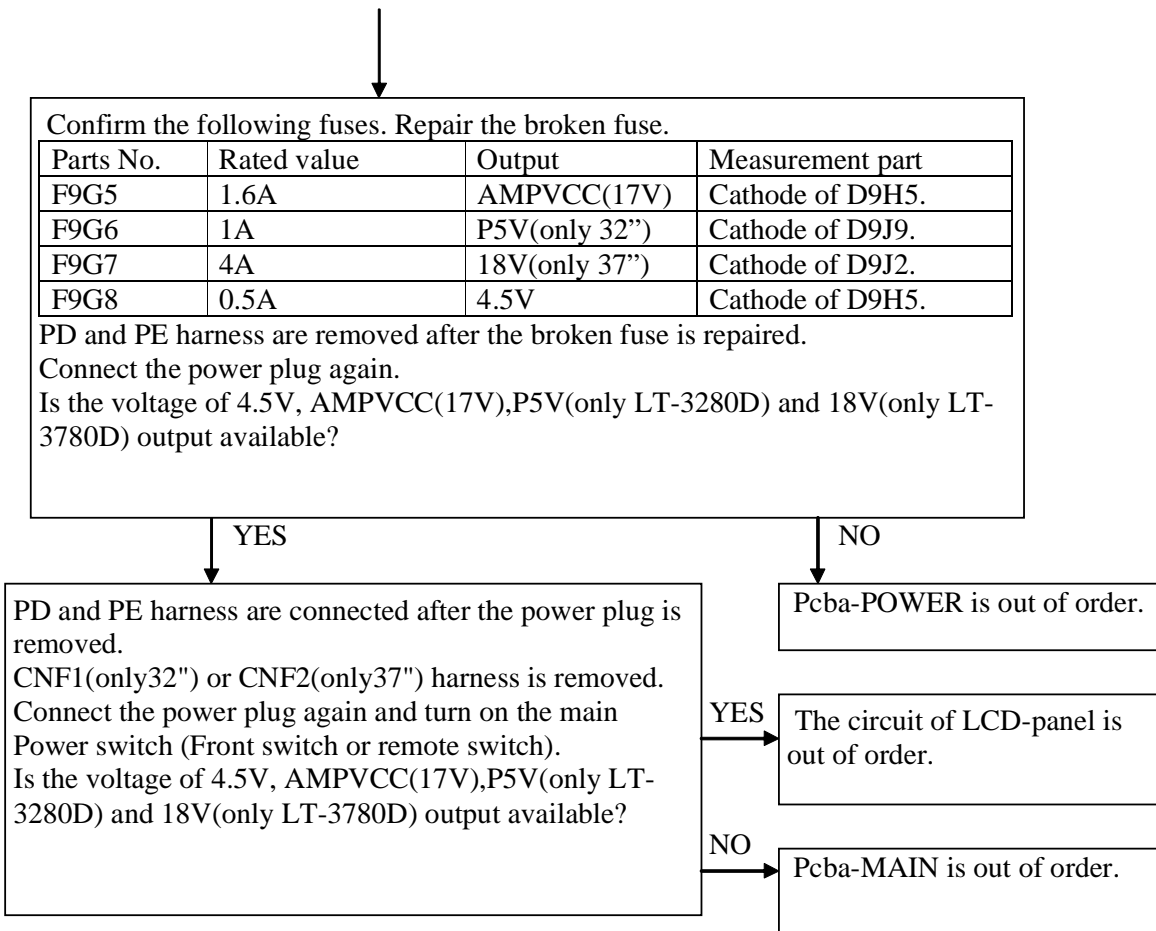 Confirm the following fuses. Repair the broken fuse.
Parts No. Rated value Output Measurement part
F9G5 1.6A AMPVCC(17V) Cathode of D9H5.
F9G6 1A P5V(only 32”) Cathode of D9J9.
F9G7 4A 18V(only 37”) Cathode of D9J2.
F9G8 0.5A 4.5V Cathode of D9H5.
PD and PE harness are removed after the broken fuse is repaired.
Connect the power plug again.
Is the voltage of 4.5V, AMPVCC(17V),P5V(only LT-3280D) and 18V(only LT-
3780D) output available?
YES
NO
PD and PE harness are connected after the power plug is
removed.
CNF1(only32") or CNF2(only37") harness is removed.
Connect the power plug again and turn on the main
Power switch (Front switch or remote switch).
Is the voltage of 4.5V, AMPVCC(17V),P5V(only LT-
3280D) and 18V(only LT-3780D) output available?
Pcba-POWER is out of order.
YES
The circuit of LCD-panel is
out of order.
NO
Pcba-MAIN is out of order.